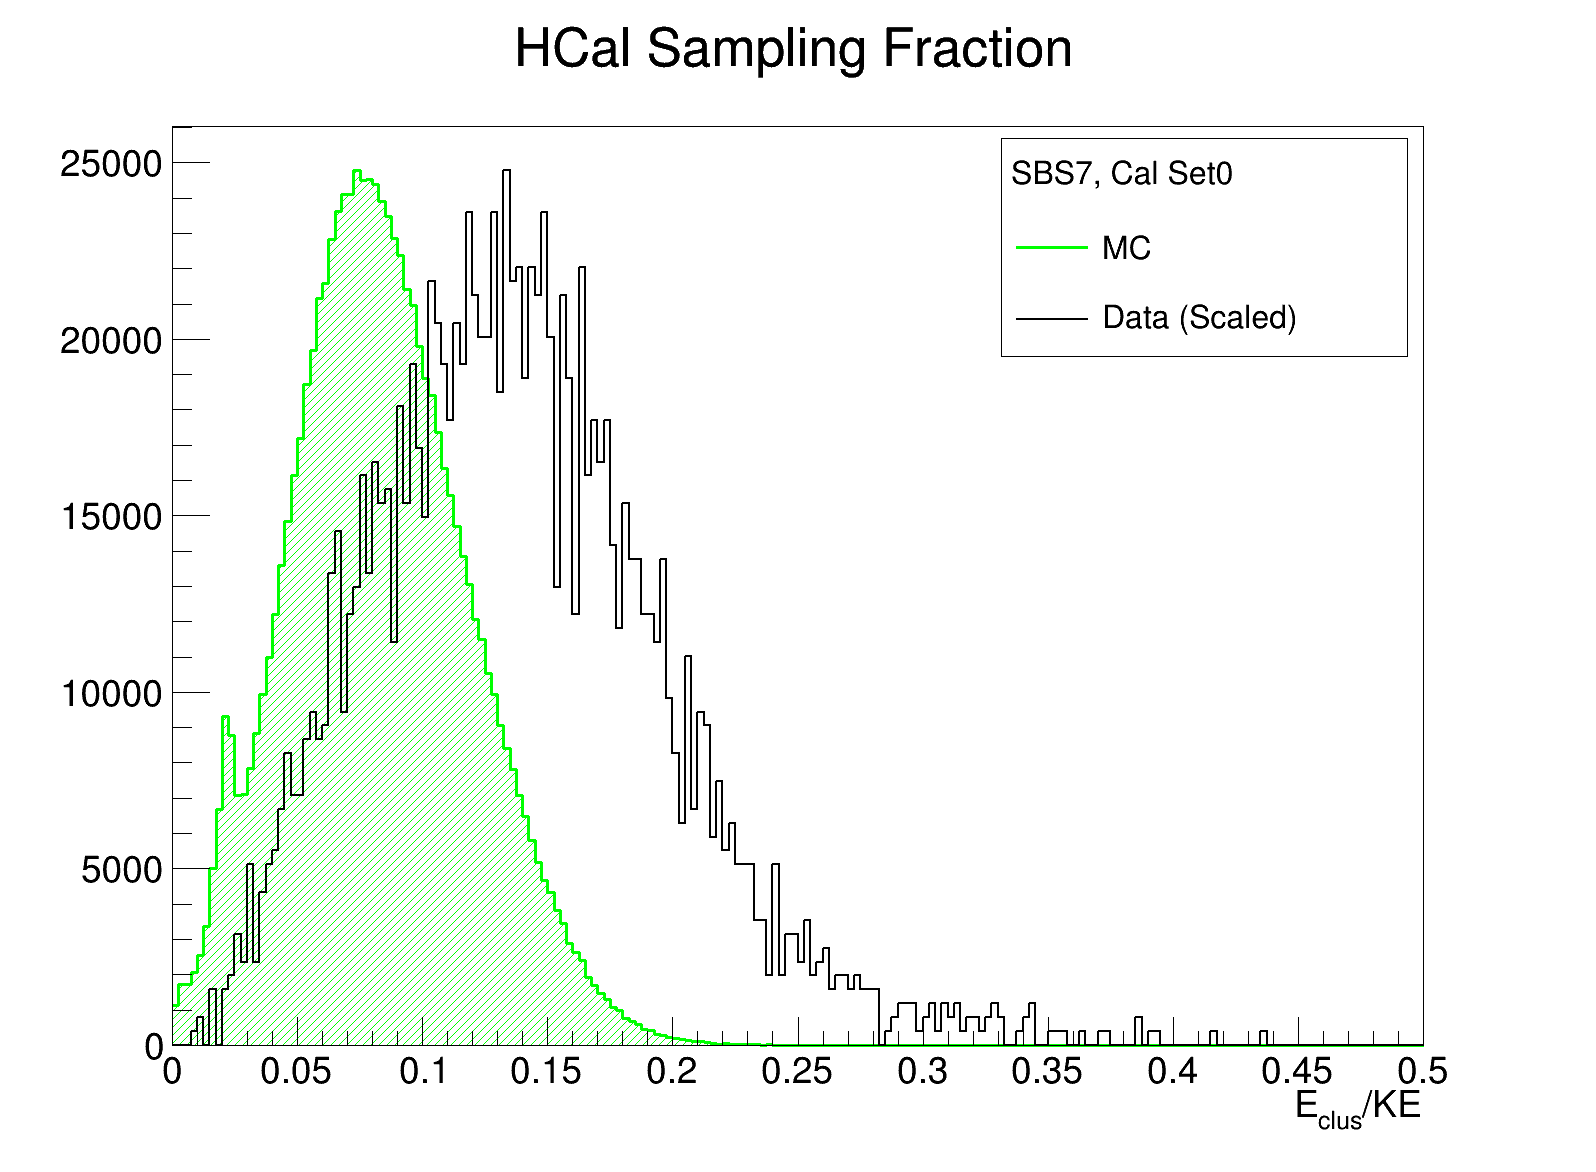 HCal Sampling Fraction
SBS7, Cal Set0
MC
Data (Scaled)
25000
20000
15000
10000
5000
0
0 0.05 0.1 0.15 0.2 0.25 0.3 0.35 0.4 0.45 0.5
E_clus/KE